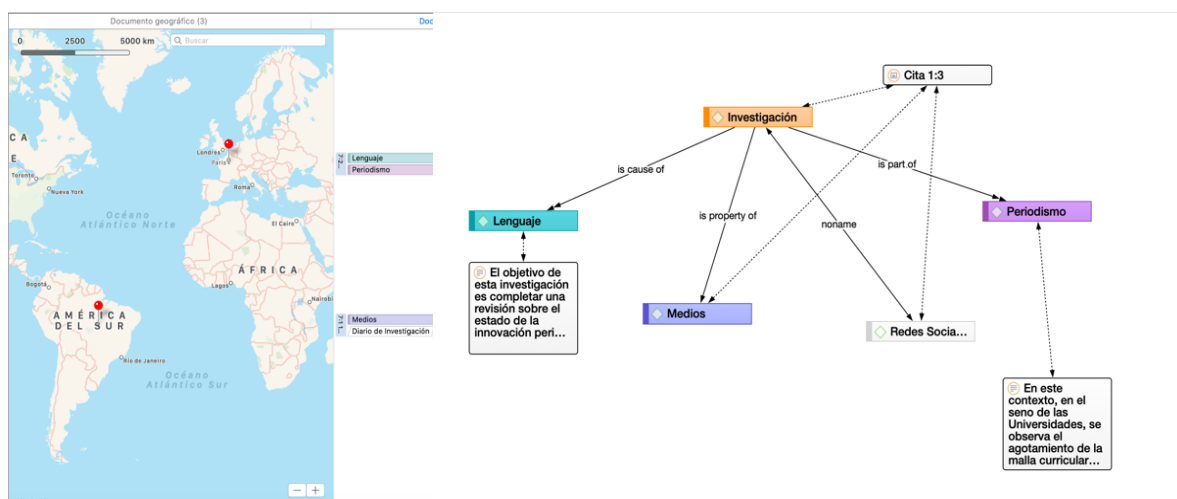 Documento geográfico (3)
Doc
0 2500 5000 km
Buscar
CA
E
Toronto
Nueva York
Londres
París
Roma
Océano
Atlántico Norte
El Cairo
ÁFRICA
Lagos
Nairobi
Bogotá
AMÉRICA
DEL SUR
Río de Janeiro
Océano
Atlántico Sur
Lenguaje
Periodismo
Medios
Diario de Investigación
Cita 1:3
Investigación
is cause of
is part of
is property of
noname
Lenguaje
Periodismo
El objetivo de
esta investigación
es completar una
revisión sobre el
estado de la
innovación peri...
Medios
Redes Socia...
En este
contexto, en el
seno de las
Universidades, se
observa el
agotamiento de la
malla curricular...